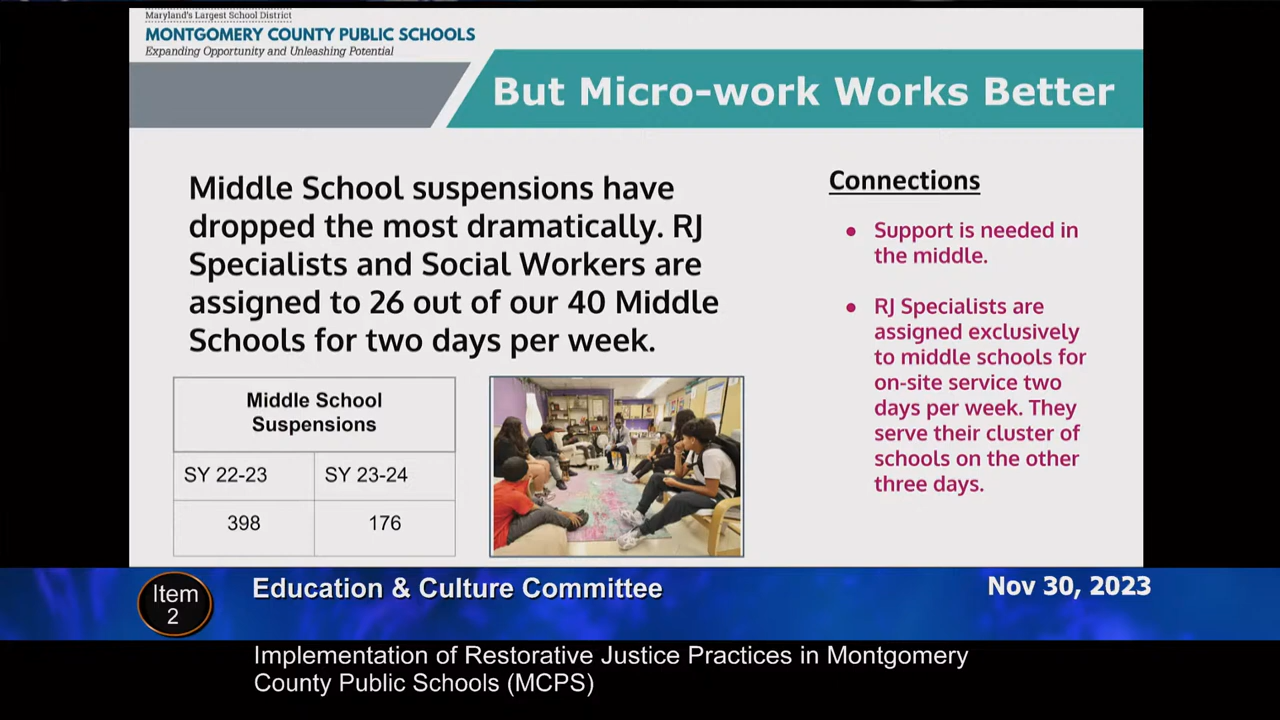 Maryland's Largest School District
MONTGOMERY COUNTY PUBLIC SCHOOLS
Expanding Opportunity and Unleashing Potential
But Micro-work Works Better
Middle School suspensions have
dropped the most dramatically. RJ
Specialists and Social Workers are
assigned to 26 out of our 40 Middle
Schools for two days per week.
Middle School
Suspensions
SY 22-23 SY 23-24
398 176
Connections
● Support is needed in
the middle.
● RJ Specialists are
assigned exclusively
to middle schools for
on-site service two
days per week. They
serve their cluster of
schools on the other
three days.
Item
2
Education & Culture Committee
Nov 30, 2023
Implementation of Restorative Justice Practices in Montgomery
County Public Schools (MCPS)